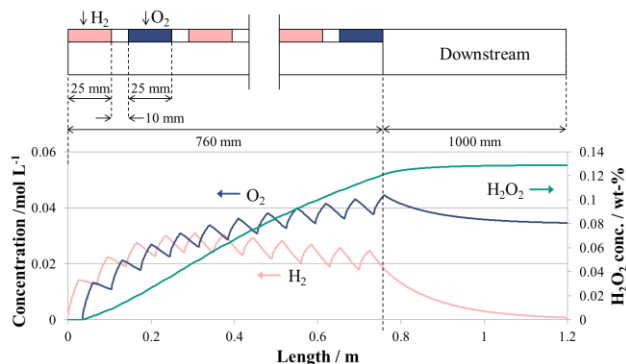 ↓H2 ↓O2
Downstream
25 mm 25 mm
10 mm
760 mm 1000 mm
Concentration /mol L-1
0.06
0.04
0.02
0
O2
H2
H2O2
0.14
0.12
0.1
0.08
0.06
0.04
0.02
0
H2O2 conc. / wt-%
0 0.2 0.4 0.6 0.8 1 1.2
Length / m